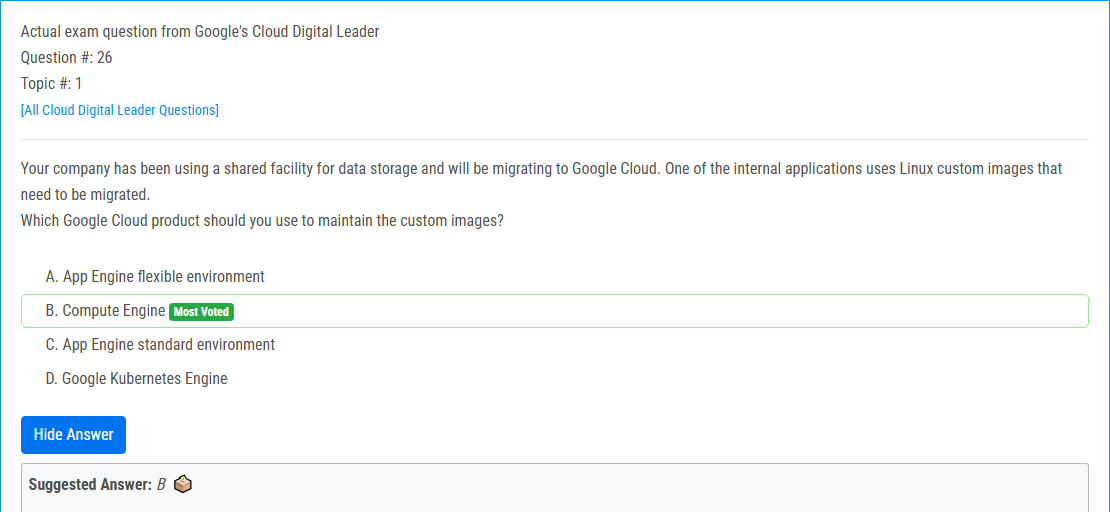 Actual exam question from Google's Cloud Digital Leader
Question #: 26
Topic #: 1
[All Cloud Digital Leader Questions]
Your company has been using a shared facility for data storage and will be migrating to Google Cloud. One of the internal applications uses Linux custom images that
need to be migrated.
Which Google Cloud product should you use to maintain the custom images?
A. App Engine flexible environment
B. Compute Engine Most Voted
C. App Engine standard environment
D. Google Kubernetes Engine
Hide Answer
Suggested Answer: B